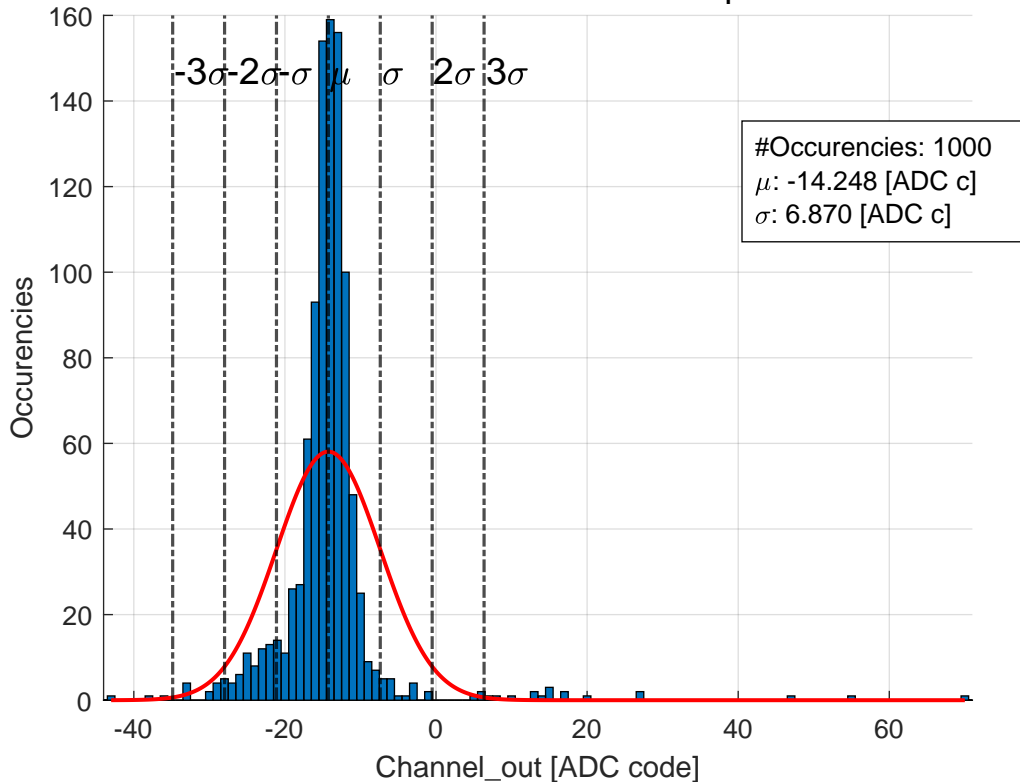 160
140
120
100
80
60
40
20
0
-3σ -2σ -σ μ σ 2σ 3σ
#Occurencies: 1000
μ: -14.248 [ADC c]
σ: 6.870 [ADC c]
Occurencies
-40 -20 0 20 40 60
Channel_out [ADC code]